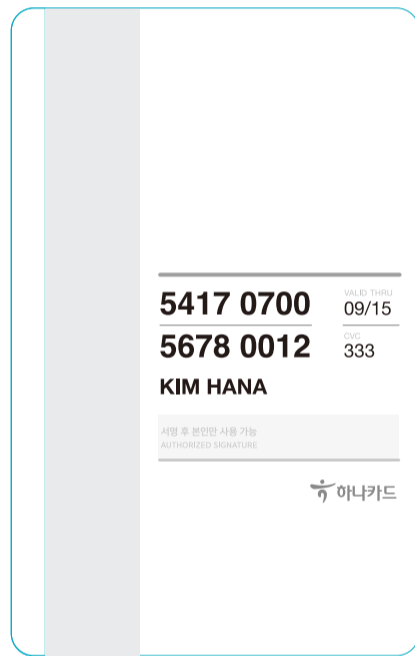 5417 0700
VALID THRU
09/15
5678 0012
CVC
333
KIM HANA
서명 후 본인만 사용 가능
AUTHORIZED SIGNATURE
하나카드